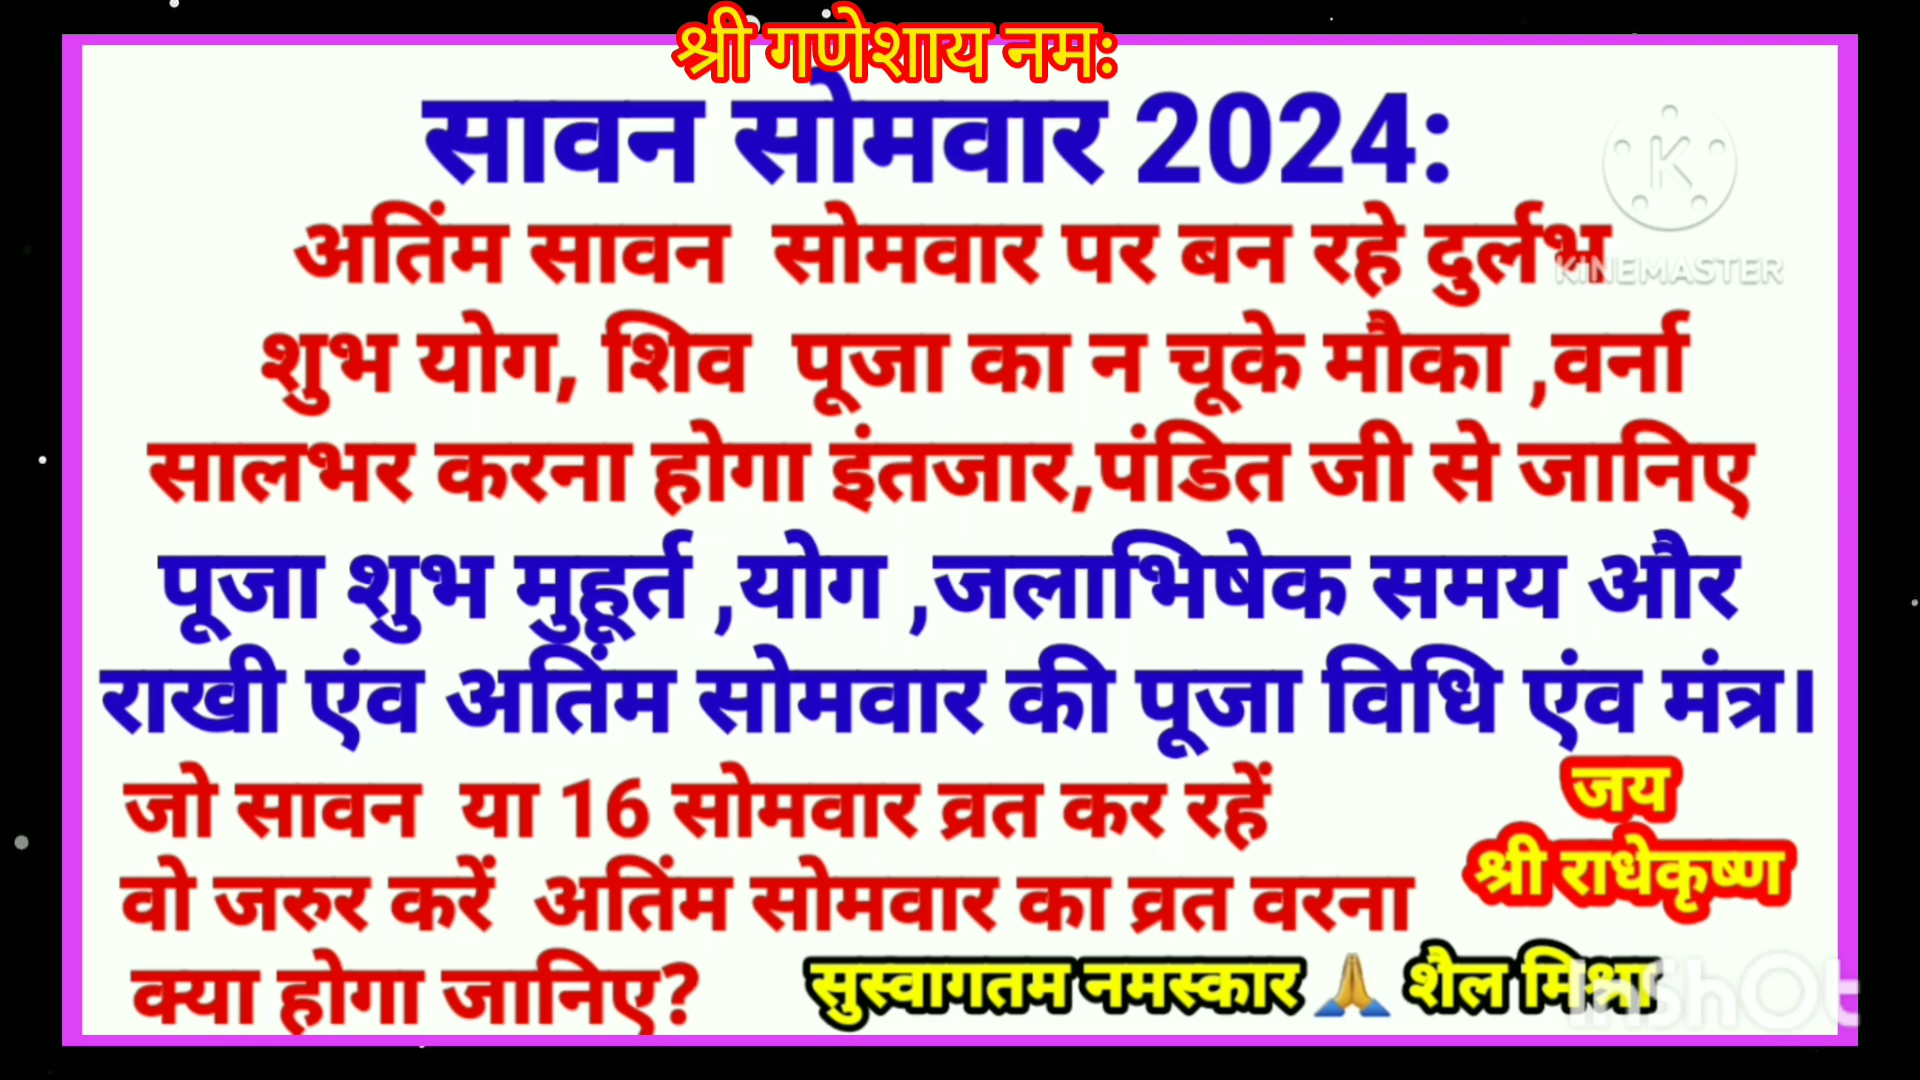 श्री गणेशाय नमः
सावन सोमवार 2024:
अतिंम सावन सोमवार पर बन रहे दुर्लभ
KINEMASTER
शुभ योग, शिव पूजा का न चूके मौका ,वर्ना
सालभर करना होगा इंतजार,पंडित जी से जानिए
पूजा शुभ मुहूर्त ,योग ,जलाभिषेक समय और
राखी एंव अतिंम सोमवार की पूजा विधि एंव मंत्र।
जो सावन या 16 सोमवार व्रत कर रहें
वो जरुर करें अतिंम सोमवार का व्रत वरना
क्या होगा जानिए?
जय
श्री राधेकृष्ण
सुस्वागतम नमस्कार 🙏 शैल मिश्रा
InShOt